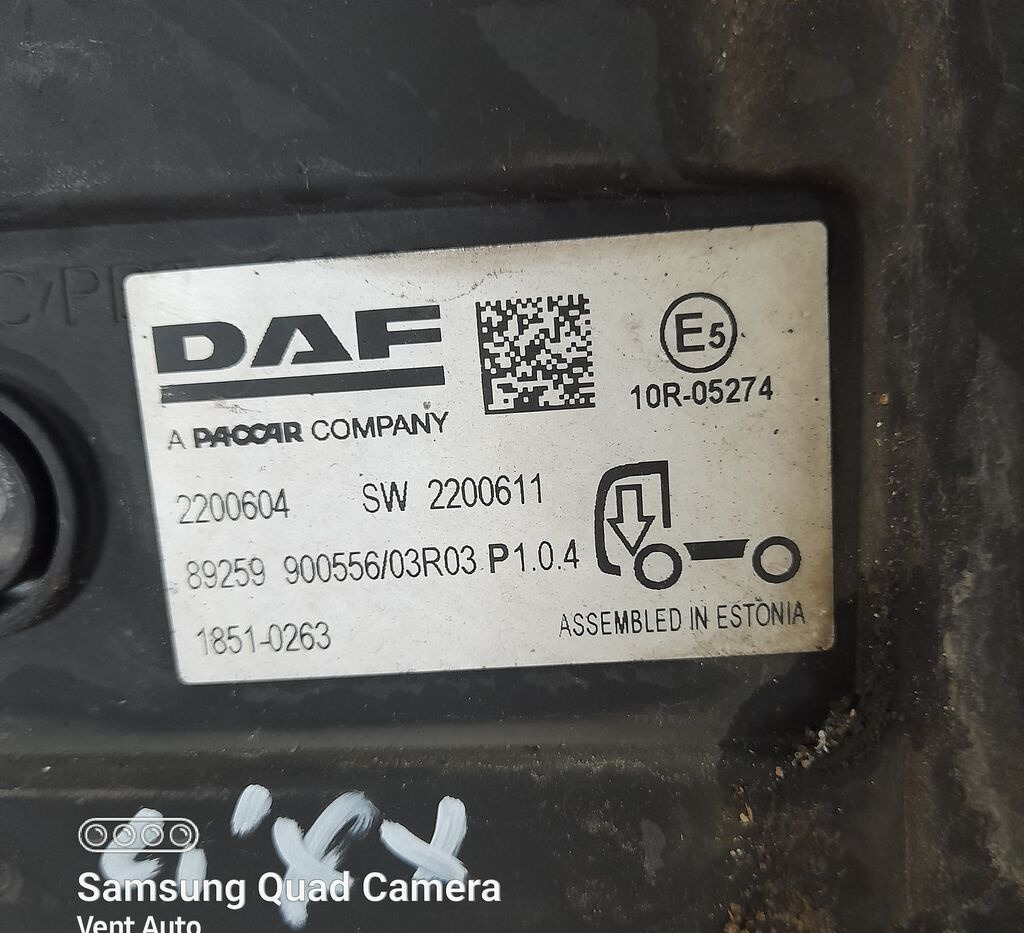 DAF
A PACCAR COMPANY
E5
10R-05274
2200604 SW 2200611
89259 900556/03R03 P1.0.4
1851-0263
ASSEMBLED IN ESTONIA
Samsung Quad Camera
Vent Auto